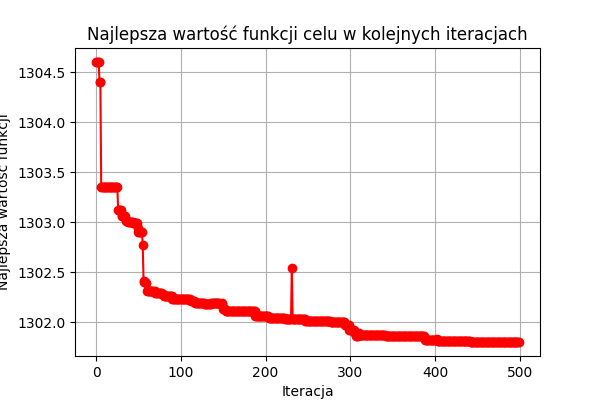 Najlepsza wartość funkcji celu w kolejnych iteracjach
Najlepsza wartość funkcji
1304.5
1304.0
1303.5
1303.0
1302.5
1302.0
0 100 200 300 400 500
Iteracja